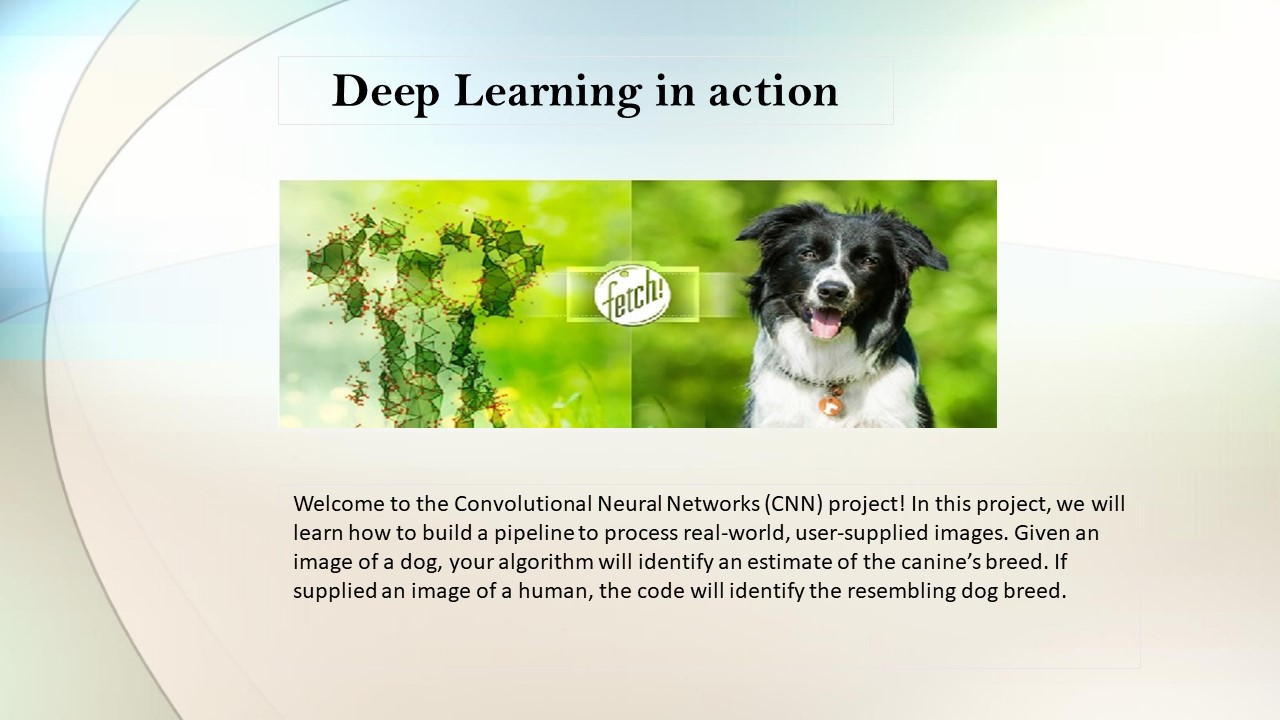 Deep Learning in action
fetch!
Welcome to the Convolutional Neural Networks (CNN) project! In this project, we will
learn how to build a pipeline to process real-world, user-supplied images. Given an
image of a dog, your algorithm will identify an estimate of the canine’s breed. If
supplied an image of a human, the code will identify the resembling dog breed.